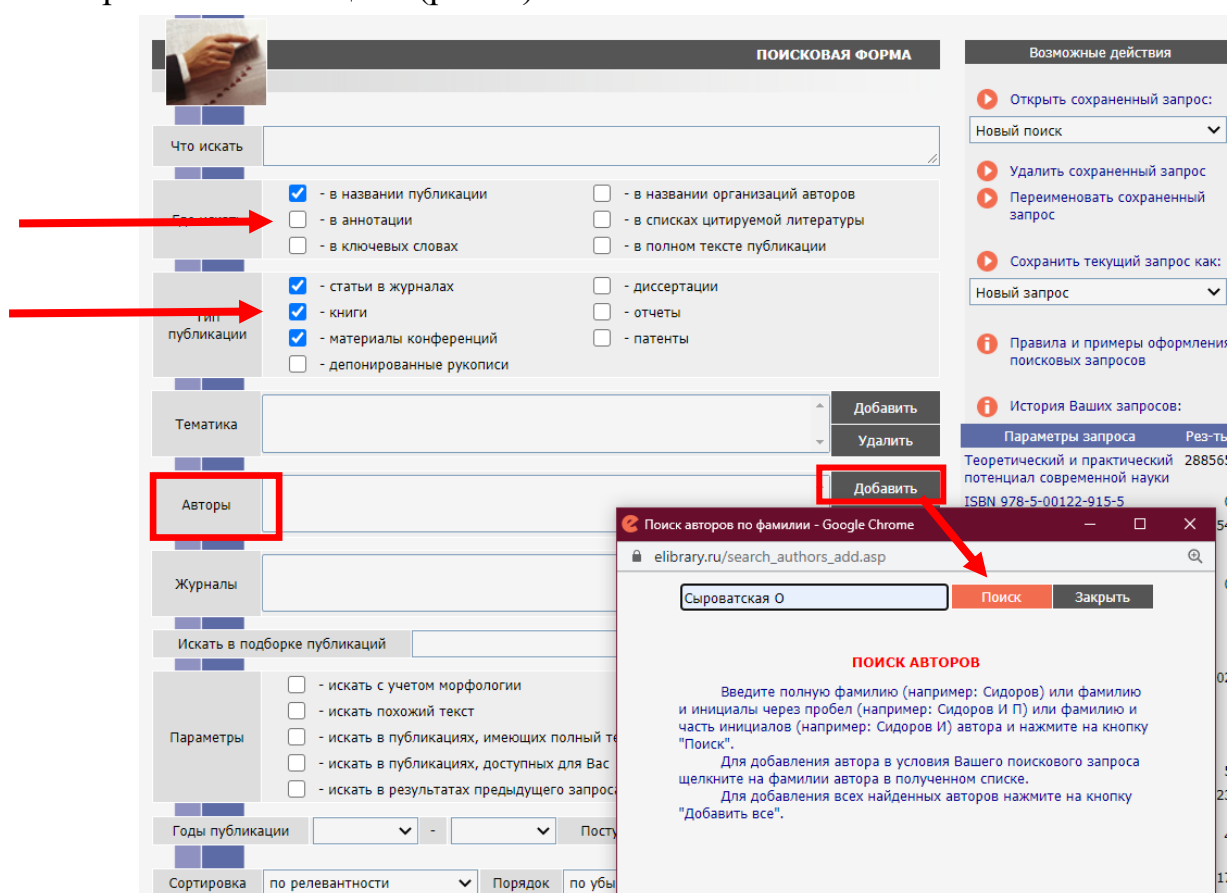 ПОИСКОВАЯ ФОРМА
Что искать
- в названии публикации
- в названии организаций авторов
- в аннотации
- в списках цитируемой литературы
- в ключевых словах
- в полном тексте публикации
Тип
публикации
- статьи в журналах
- диссертации
- книги
- отчеты
- материалы конференций
- патенты
- депонированные рукописи
Тематика
Добавить
Удалить
Авторы
Добавить
Журналы
Искать в подборке публикаций
Параметры
- искать с учетом морфологии
- искать похожий текст
- искать в публикациях, имеющих полный
- искать в публикациях, доступных для Вас
- искать в результатах предыдущего запроса
Годы публикации
-
Сортировка
по релевантности
Порядок
Возможные действия
Открыть сохраненный запрос:
Новый поиск
Удалить сохраненный запрос
Переименовать сохраненный
запрос
Сохранить текущий запрос как:
Новый запрос
Правила и примеры оформления
поисковых запросов
История Ваших запросов:
Параметры запроса Рез-ты
Теоретический и практический 288565
потенциал современной науки
ISBN 978-5-00122-915-5
Поиск авторов по фамилии - Google Chrome
elibrary.ru/search_authors_add.asp
Сыроватская О
Поиск
Закрыть
ПОИСК АВТОРОВ
Введите полную фамилию (например: Сидоров) или фамилию
и инициалы через пробел (например: Сидоров И П) или фамилию и
часть инициалов (например: Сидоров И) автора и нажмите на кнопку
"Поиск".
Для добавления автора в условия Вашего поискового запроса
щелкните на фамилии автора в полученном списке.
Для добавления всех найденных авторов нажмите на кнопку
"Добавить все".